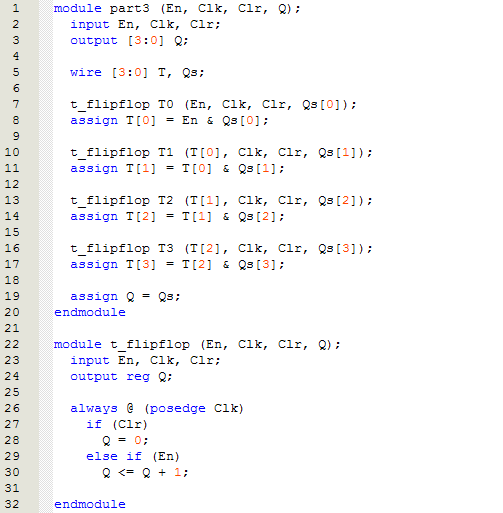 1 module part3 (En, Clk, Clr, Q);
2 input En, Clk, Clr;
3 output [3:0] Q;
4
5 wire [3:0] T, Qs;
6
7 t_flipflop T0 (En, Clk, Clr, Qs[0]);
8 assign T[0] = En & Qs[0];
9
10 t_flipflop T1 (T[0], Clk, Clr, Qs[1]);
11 assign T[1] = T[0] & Qs[1];
12
13 t_flipflop T2 (T[1], Clk, Clr, Qs[2]);
14 assign T[2] = T[1] & Qs[2];
15
16 t_flipflop T3 (T[2], Clk, Clr, Qs[3]);
17 assign T[3] = T[2] & Qs[3];
18
19 assign Q = Qs;
20 endmodule
21
22 module t_flipflop (En, Clk, Clr, Q);
23 input En, Clk, Clr;
24 output reg Q;
25
26 always @ (posedge Clk)
27 if (Clr)
28 Q = 0;
29 else if (En)
30 Q <= Q + 1;
31
32 endmodule